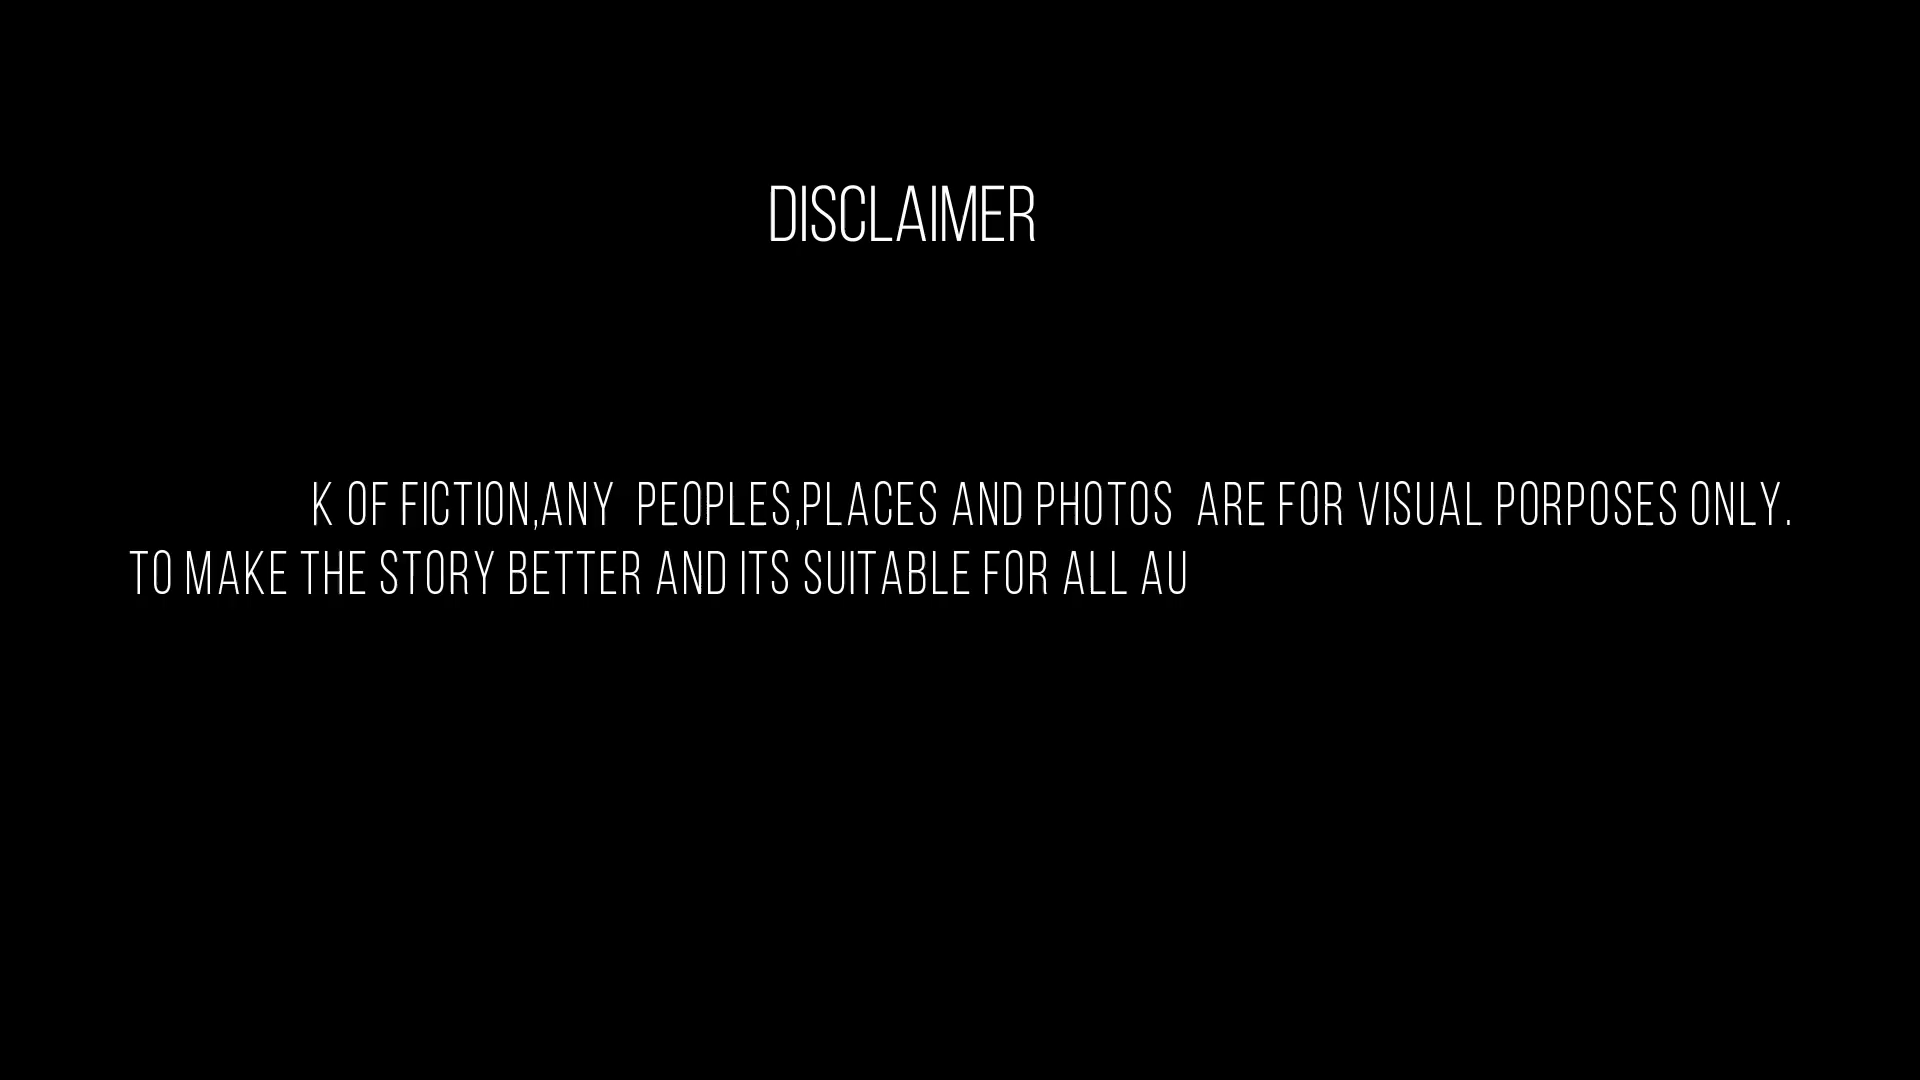 DISCLAIMER
K OF FICTION,ANY PEOPLES,PLACES AND PHOTOS ARE FOR VISUAL PORPOSES ONLY.
TO MAKE THE STORY BETTER AND ITS SUITABLE FOR ALL AU